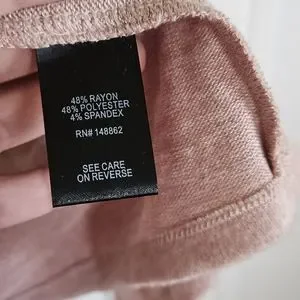 48% RAYON
48% POLYESTER
4% SPANDEX
RN# 148862
SEE CARE
ON REVERSE